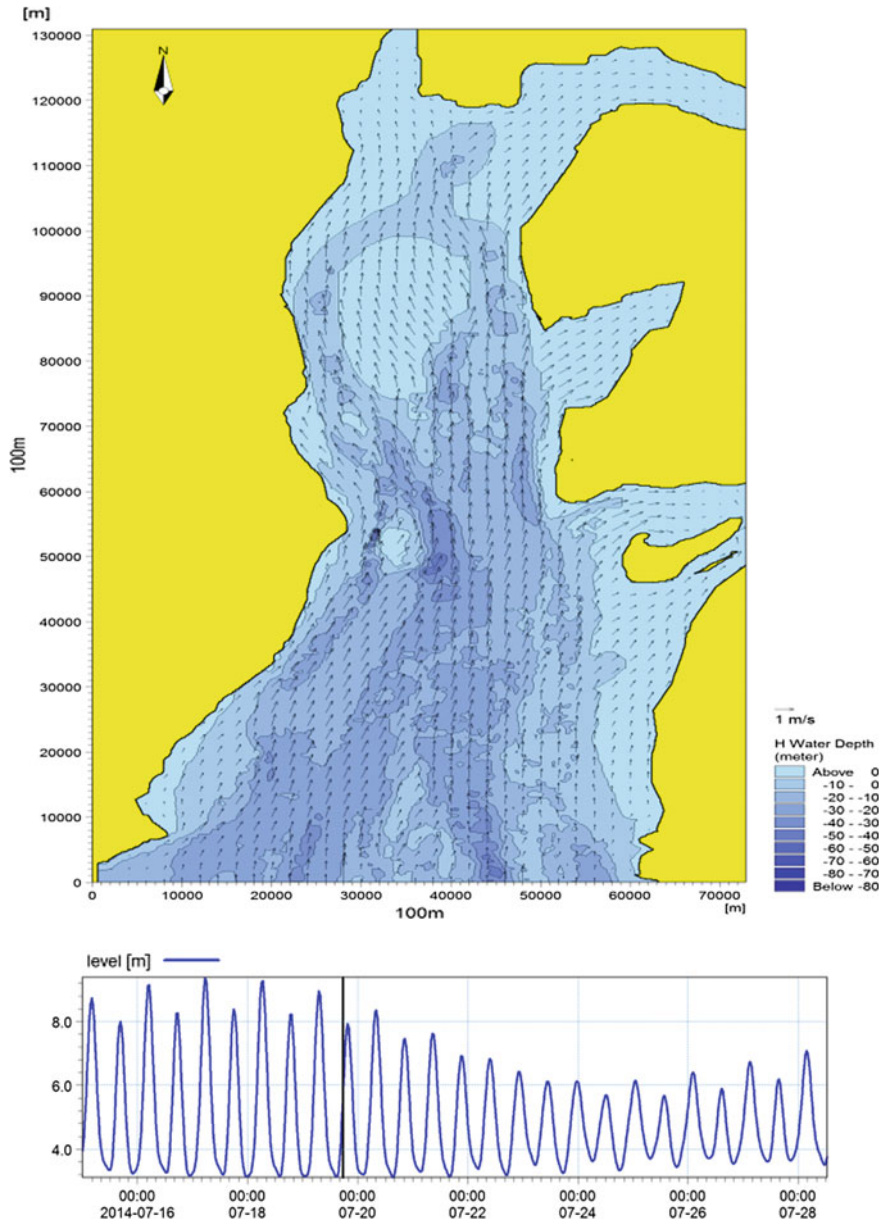 [m]
130000
120000
110000
100000
90000
80000
70000
60000
50000
40000
30000
20000
10000
0
100m
N
0 10000 20000 30000 40000 50000 60000 70000
100m
[m]
1 m/s
H Water Depth
(meter)
Above 0
-10 - 0
-20 - -10
-30 - -20
-40 - -30
-50 - -40
-60 - -50
-70 - -60
-80 - -70
Below -80
level [m]
8.0
6.0
4.0
00:00 00:00 00:00 00:00 00:00 00:00 00:00
2014-07-16 07-18 07-20 07-22 07-24 07-26 07-28